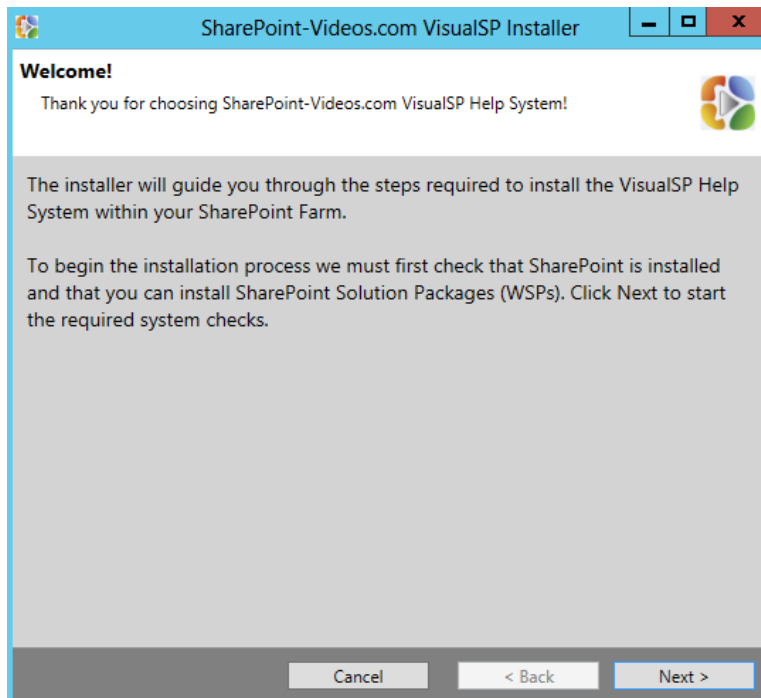 SharePoint-Videos.com VisualSP Installer
Welcome!
Thank you for choosing SharePoint-Videos.com VisualSP Help System!
The installer will guide you through the steps required to install the VisualSP Help
System within your SharePoint Farm.
To begin the installation process we must first check that SharePoint is installed
and that you can install SharePoint Solution Packages (WSPs). Click Next to start
the required system checks.
Cancel
< Back
Next >